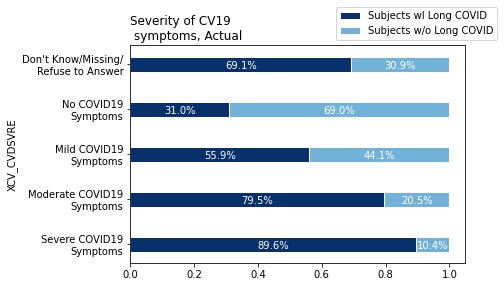 Severity of CV19
symptoms, Actual
Subjects wl Long COVID
Subjects w/o Long COVID
XCV_CVDSVRE
Don't Know/Missing/
Refuse to Answer
69.1% 30.9%
No COVID19
Symptoms
31.0% 69.0%
Mild COVID19
Symptoms
55.9% 44.1%
Moderate COVID19
Symptoms
79.5% 20.5%
Severe COVID19
Symptoms
89.6% 10.4%
0.0 0.2 0.4 0.6 0.8 1.0